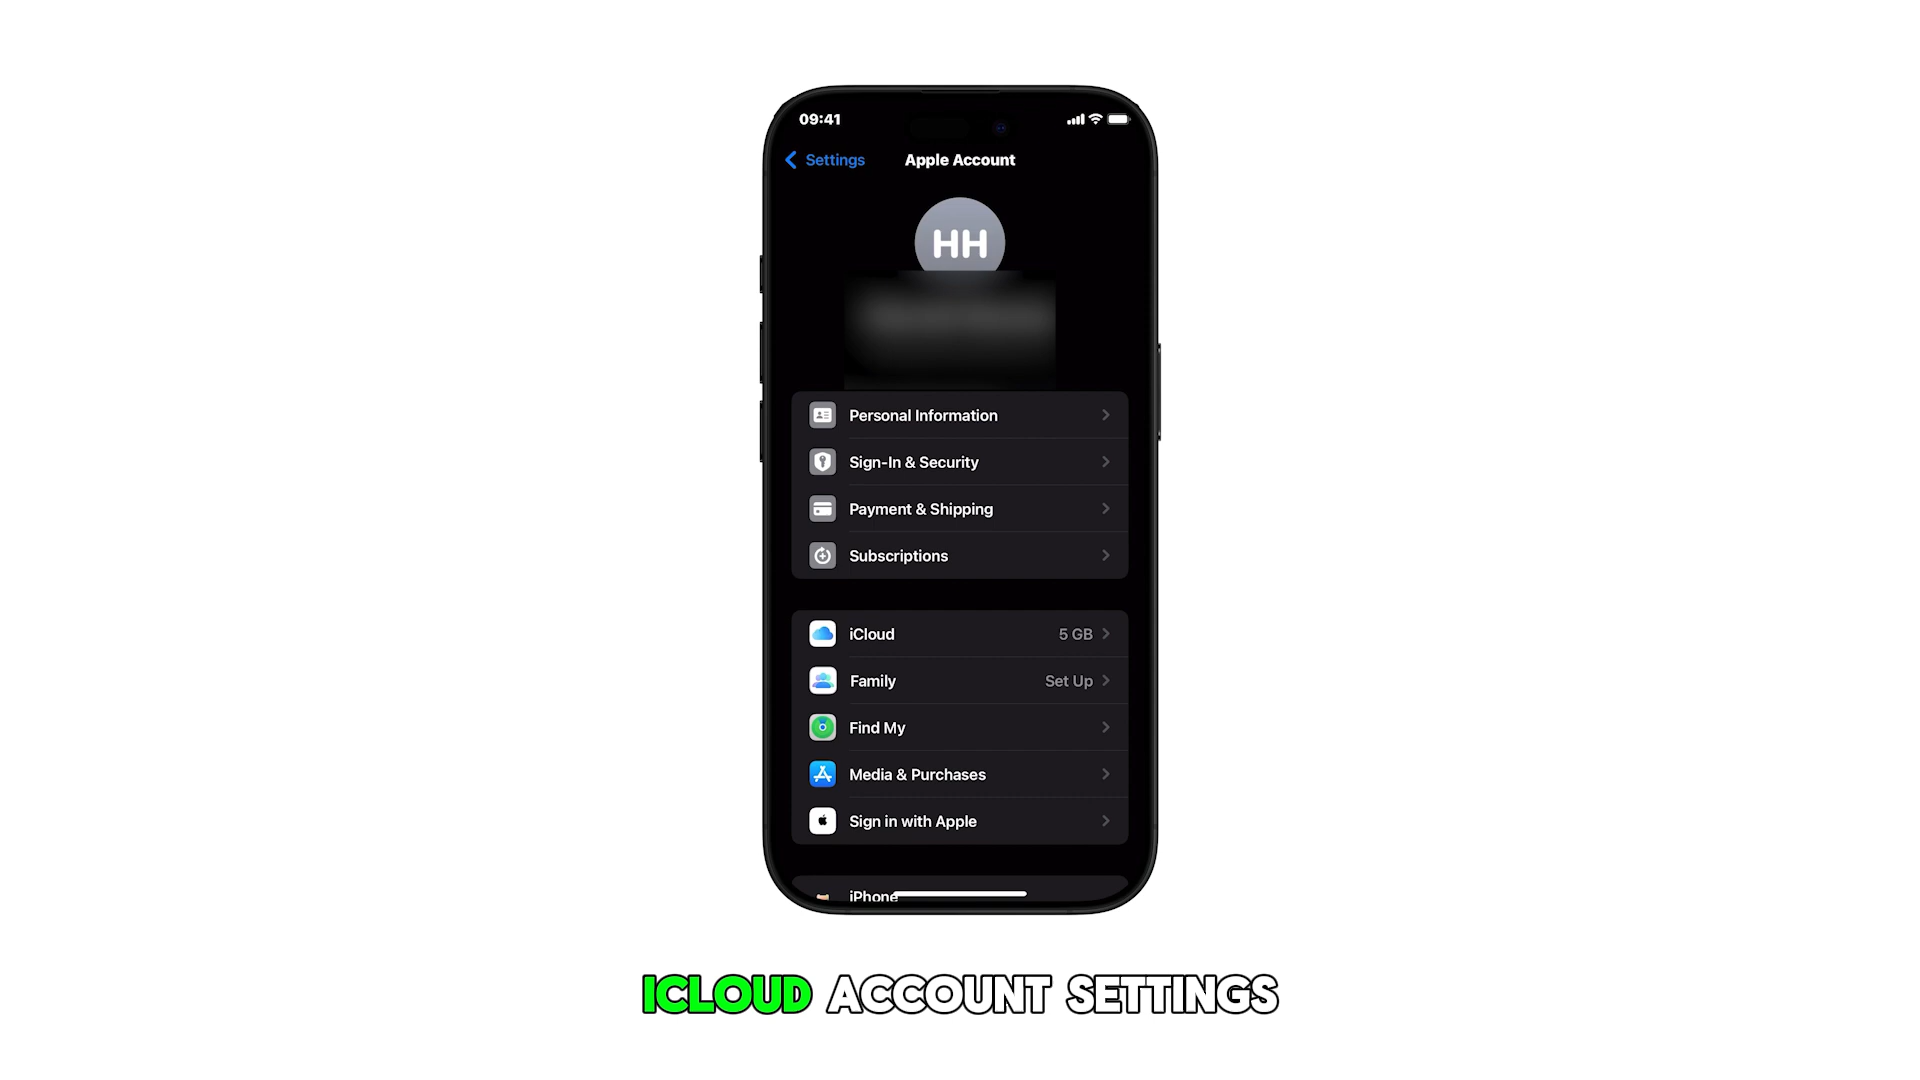 09:41
Settings
Apple Account
HH
Personal Information
Sign-In & Security
Payment & Shipping
Subscriptions
iCloud 5 GB
Family Set Up
Find My
Media & Purchases
Sign in with Apple
iPhone
ICLOUD ACCOUNT SETTINGS